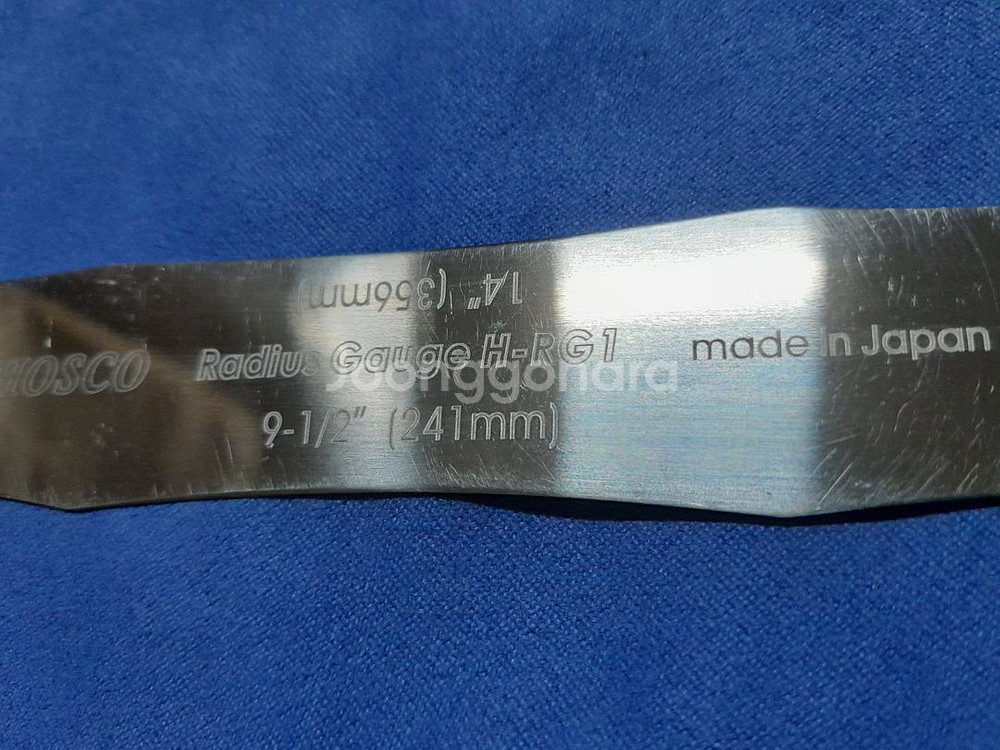 14" (356mm)
HOSCO Radius Gauge H-RG1 made in Japan
9-1/2" (241mm)
Joonggonara